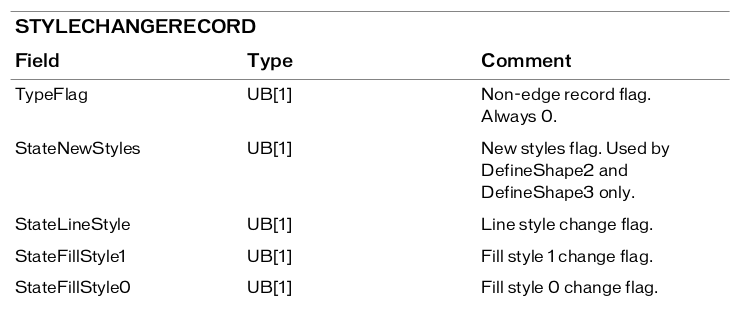 STYLECHANGERECORD
Field Type Comment
TypeFlag UB[1] Non-edge record flag.
Always 0.
StateNewStyles UB[1] New styles flag. Used by
DefineShape2 and
DefineShape3 only.
StateLineStyle UB[1] Line style change flag.
StateFillStyle1 UB[1] Fill style 1 change flag.
StateFillStyle0 UB[1] Fill style 0 change flag.